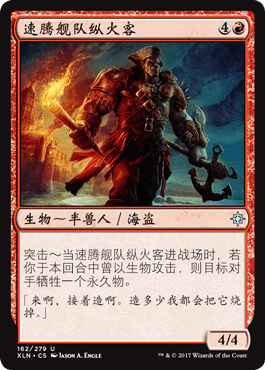 速腾舰队纵火客 4
生物～半兽人／海盗
突击～当速腾舰队纵火客进战场时，若
你于本回合中曾以生物攻击，则目标对
手牺牲一个永久物。
「来啊，接着造啊。造多少我都会把它烧
掉。」
4/4
162/279 U
XLN • CS JASON A. ENGLE
™ & © 2017 Wizards of the Coast